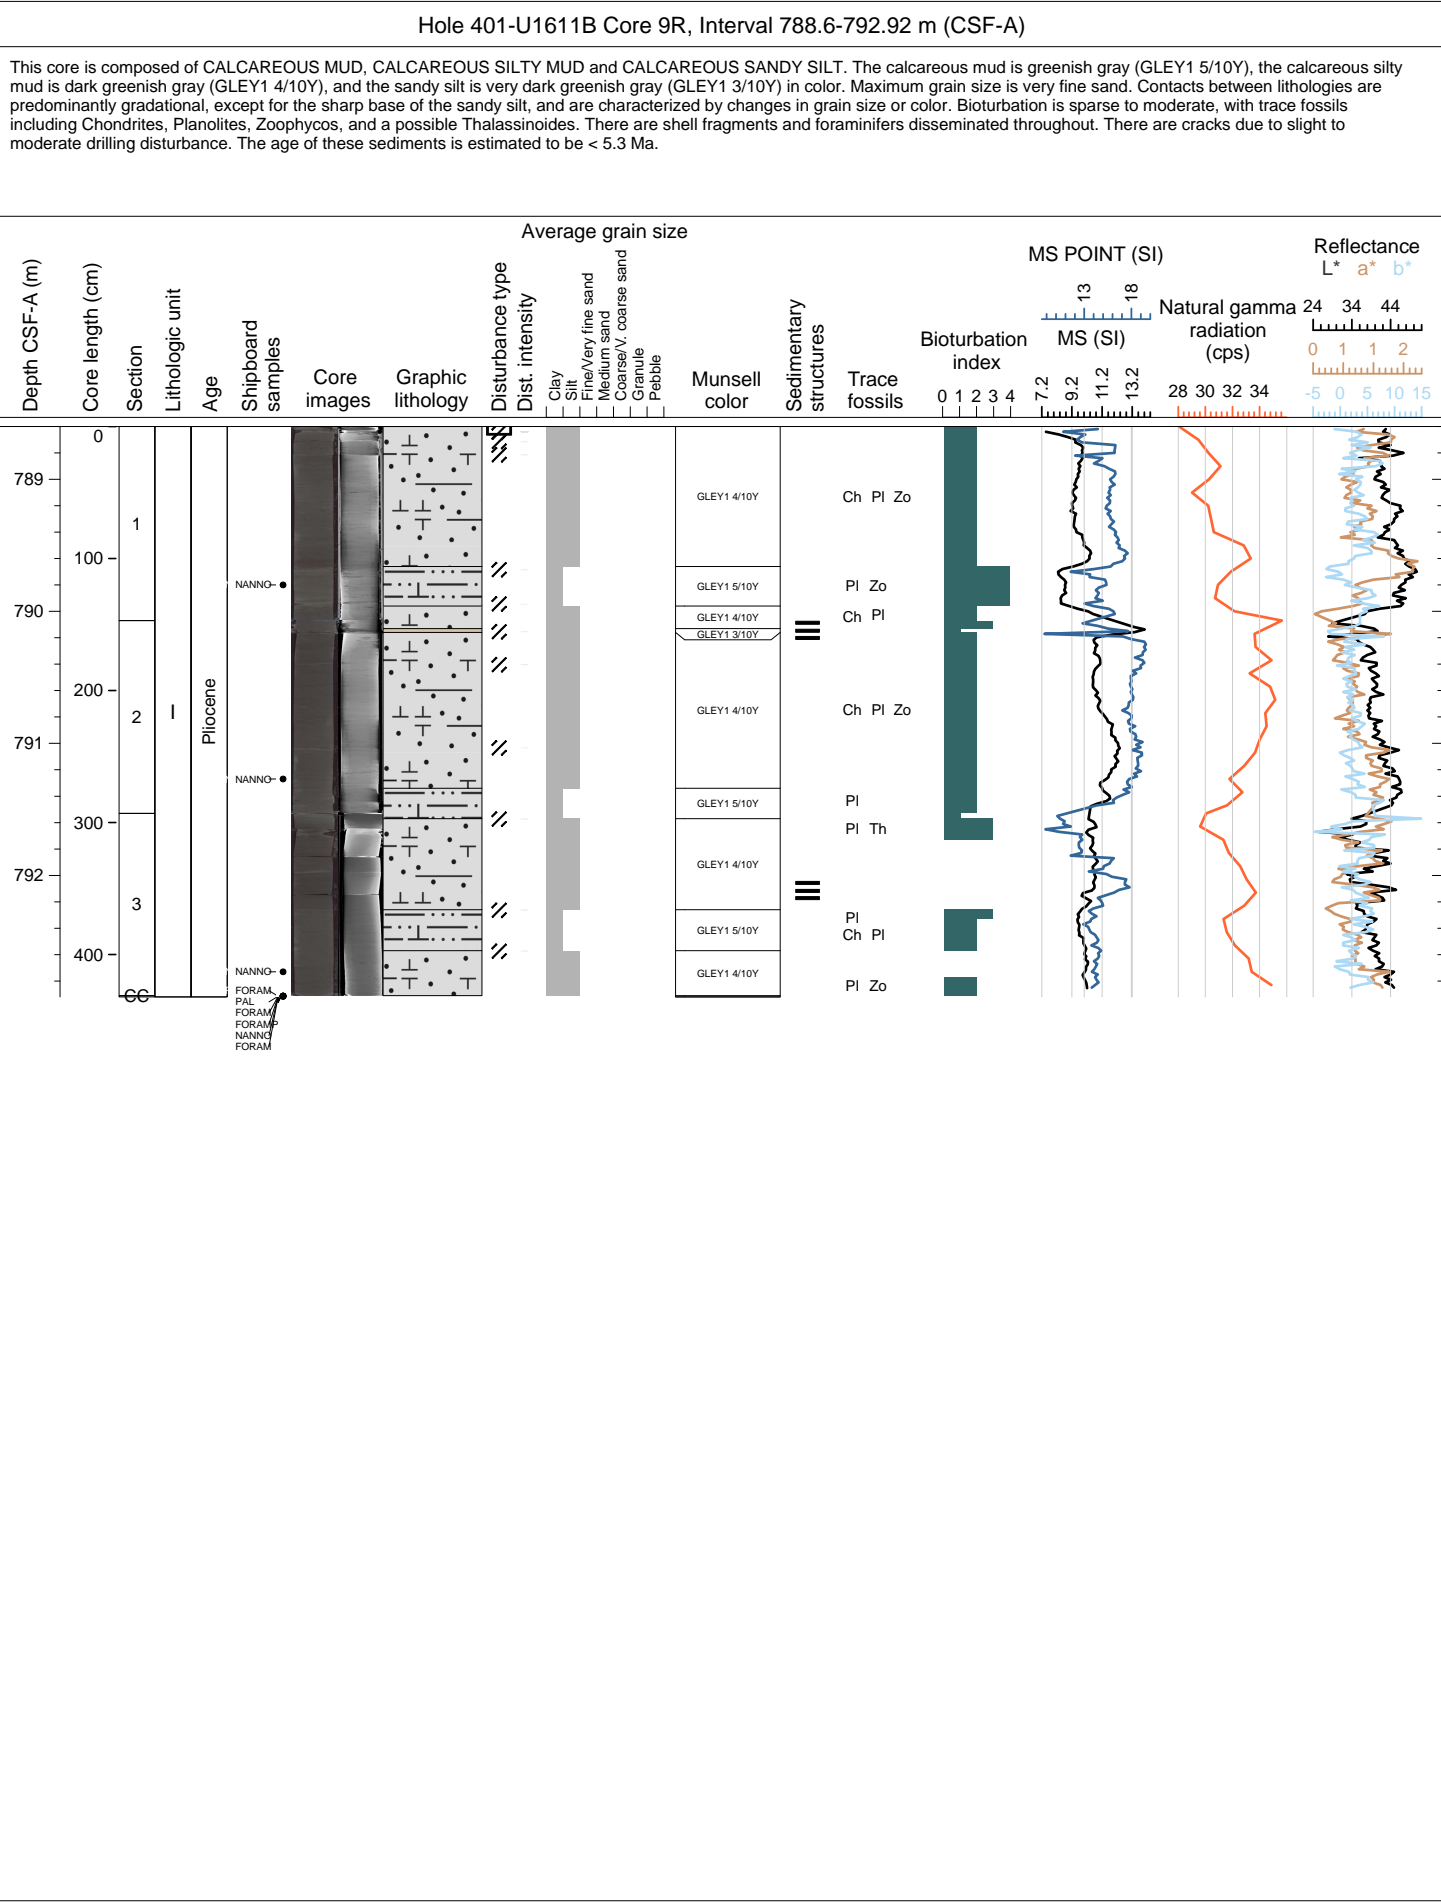 Hole 401-U1611B Core 9R, Interval 788.6-792.92 m (CSF-A)
This core is composed of CALCAREOUS MUD, CALCAREOUS SILTY MUD and CALCAREOUS SANDY SILT. The calcareous mud is greenish gray (GLEY1 5/10Y), the calcareous silty
mud is dark greenish gray (GLEY1 4/10Y), and the sandy silt is very dark greenish gray (GLEY1 3/10Y) in color. Maximum grain size is very fine sand. Contacts between lithologies are
predominantly gradational, except for the sharp base of the sandy silt, and are characterized by changes in grain size or color. Bioturbation is sparse to moderate, with trace fossils
including Chondrites, Planolites, Zoophycos, and a possible Thalassinoides. There are shell fragments and foraminifers disseminated throughout. There are cracks due to slight to
moderate drilling disturbance. The age of these sediments is estimated to be < 5.3 Ma.
Depth CSF-A (m)
Core length (cm)
Section
Lithologic unit
Age
Shipboard
samples
Core
images
Graphic
lithology
Disturbance type
Dist. intensity
Average grain size
Clay
Silt
Fine/Very fine sand
Medium sand
Coarse/V. coarse sand
Granule
Pebble
Munsell
color
Sedimentary
structures
Trace
fossils
Bioturbation
index
0 1 2 3 4
MS POINT (SI)
13 18
MS (SI)
7.2 9.2 11.2 13.2
Natural gamma
radiation
(cps)
28 30 32 34
Reflectance
L* a* b*
24 34 44
0 1 1 2
-5 0 5 10 15
789
790
791
792
0
100
200
300
400
1
2
3
CC
I
Pliocene
NANNO
NANNO
NANNO
FORAM
PAL
FORAM
FORAMP
NANNO
FORAM
GLEY1 4/10Y
GLEY1 5/10Y
GLEY1 4/10Y
GLEY1 3/10Y
GLEY1 4/10Y
GLEY1 5/10Y
GLEY1 4/10Y
GLEY1 5/10Y
GLEY1 4/10Y
Ch Pl Zo
Pl Zo
Ch Pl
Ch Pl Zo
Pl
Pl Th
Pl
Ch Pl
Pl Zo